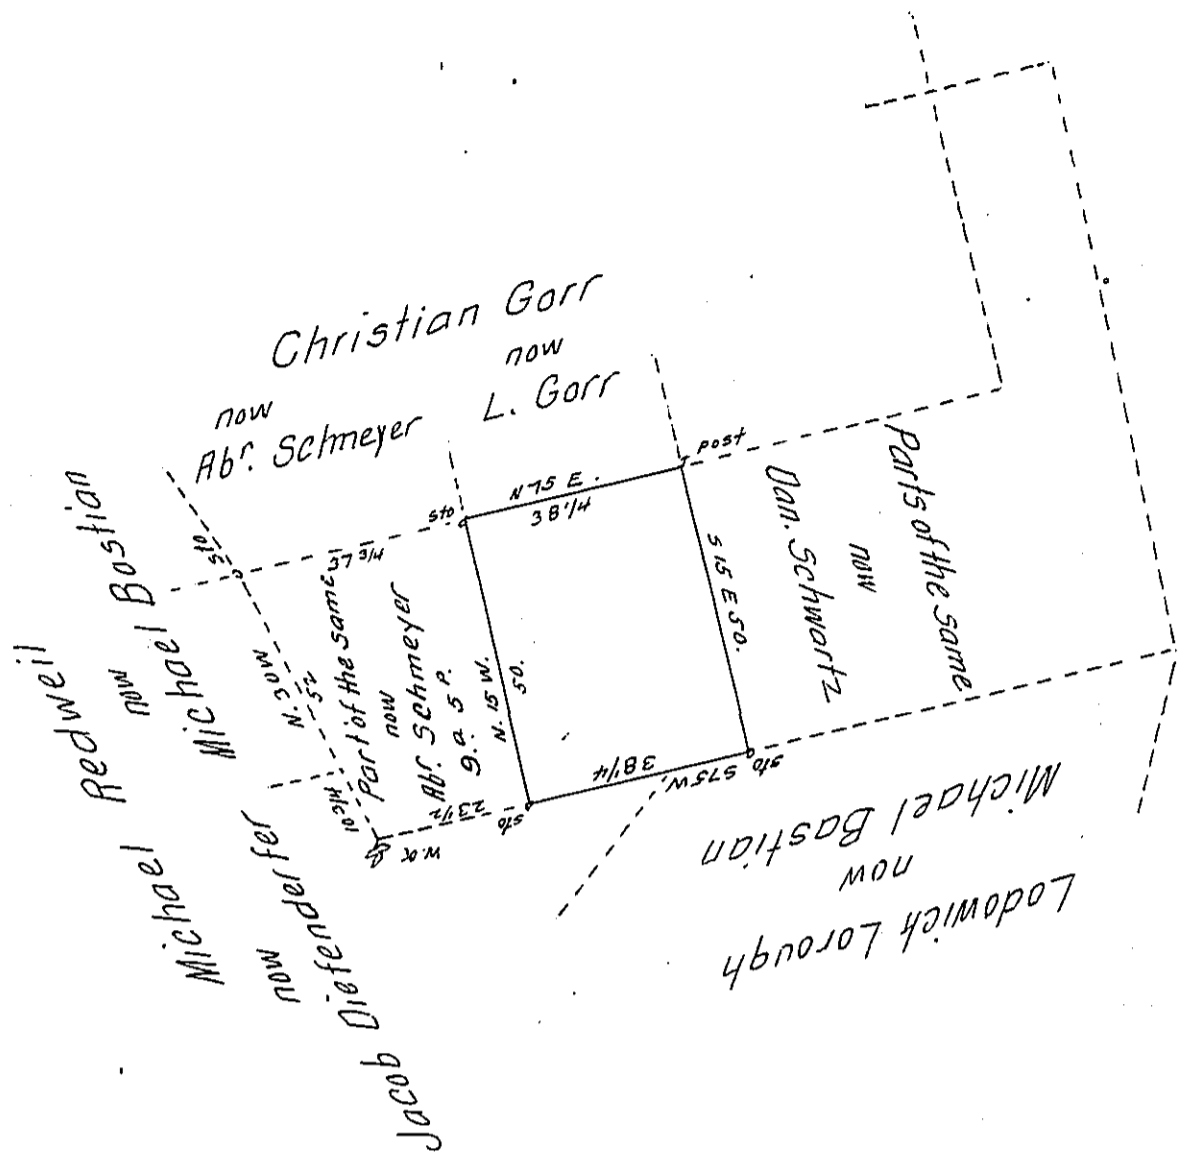 Christian Gorr
now
L. Gorr
now
Abr. Schmeyer
Michael Redweil
now
Michael Bostian
now
Jacob Diefenderfer
sto
37 3/4
sto
N 75 E.
38 1/4
post
S 15 E 50.
N. 30 W
52
10 3/4
Part of the same
now
Abr. Schmeyer
9. a 5 P.
N. 15 W.
50.
23 1/2
W. oak
sto
38 1/4
S75W
sto
Dan. Schwartz
now
Parts of the same
Michael Bastian
now
Lodowich Lorough